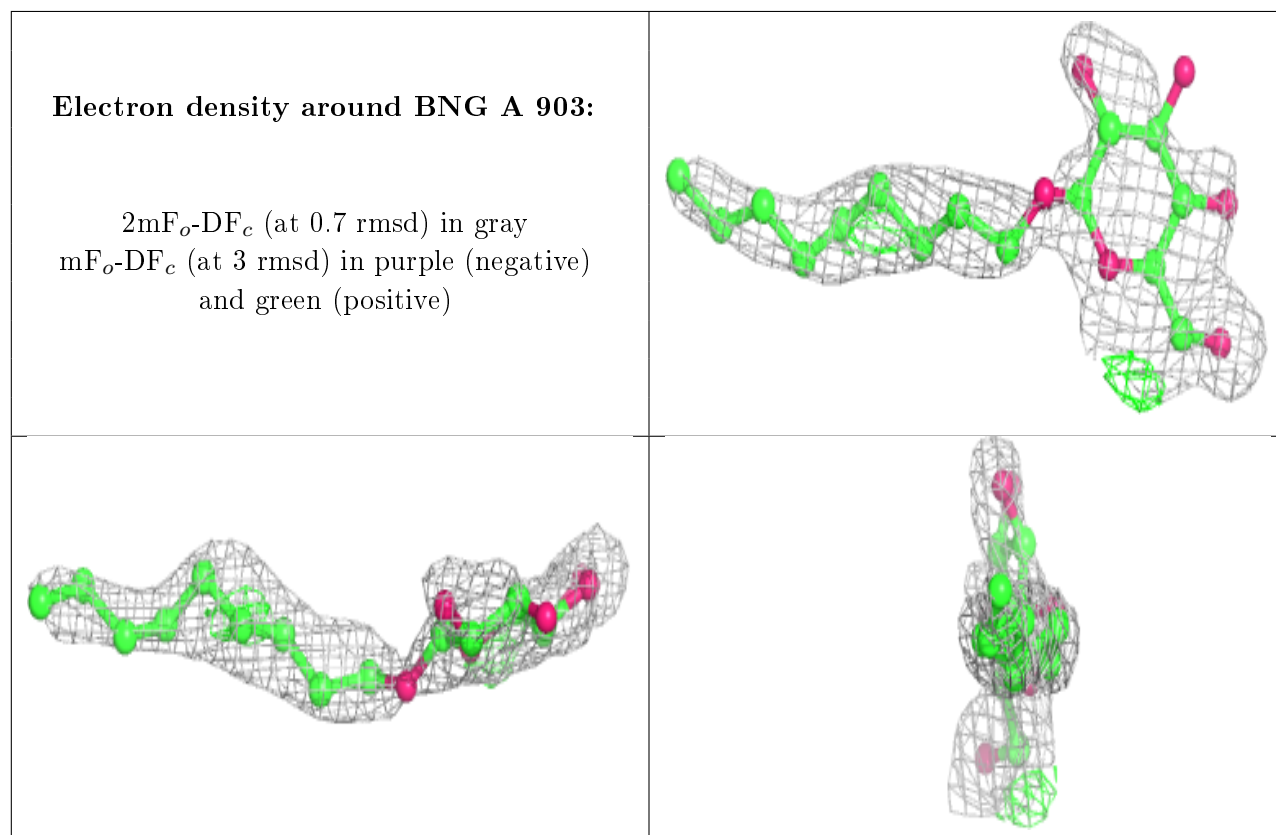 Electron density around BNG A 903:
2mFₒ-DF𝒸 (at 0.7 rmsd) in gray
mFₒ-DF𝒸 (at 3 rmsd) in purple (negative)
and green (positive)